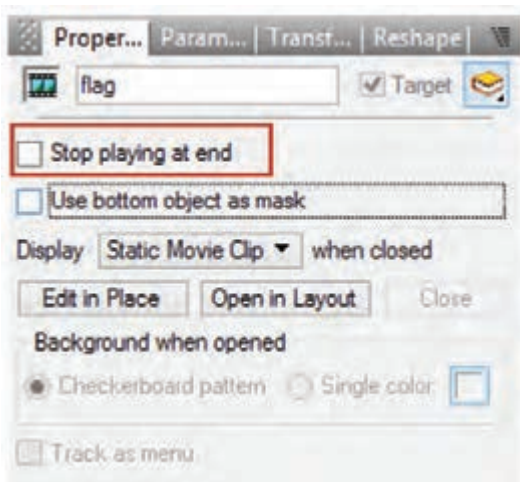 Proper... Param... Transf... Reshape
flag Target
Stop playing at end
Use bottom object as mask
Display Static Movie Clip when closed
Edit in Place Open in Layout Close
Background when opened
Checkerboard pattern Single color
Track as menu